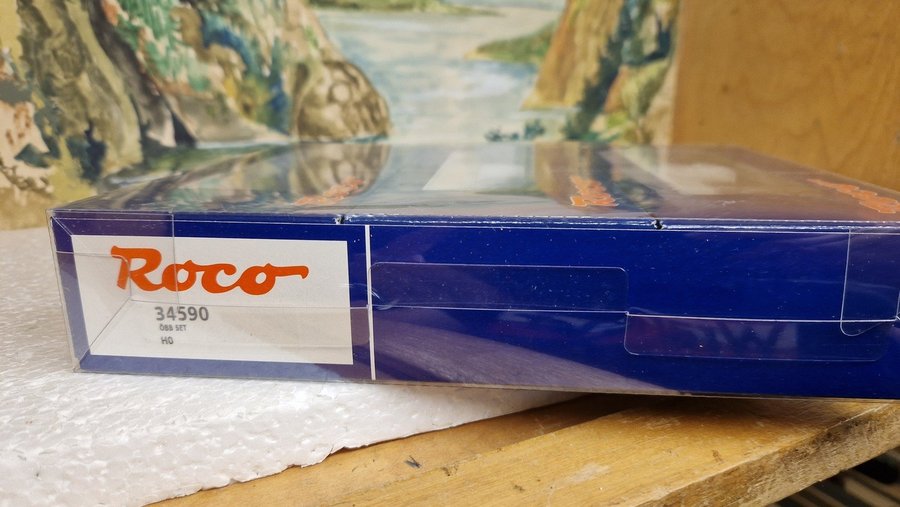 Roco
34590
ÖBB SET
H0